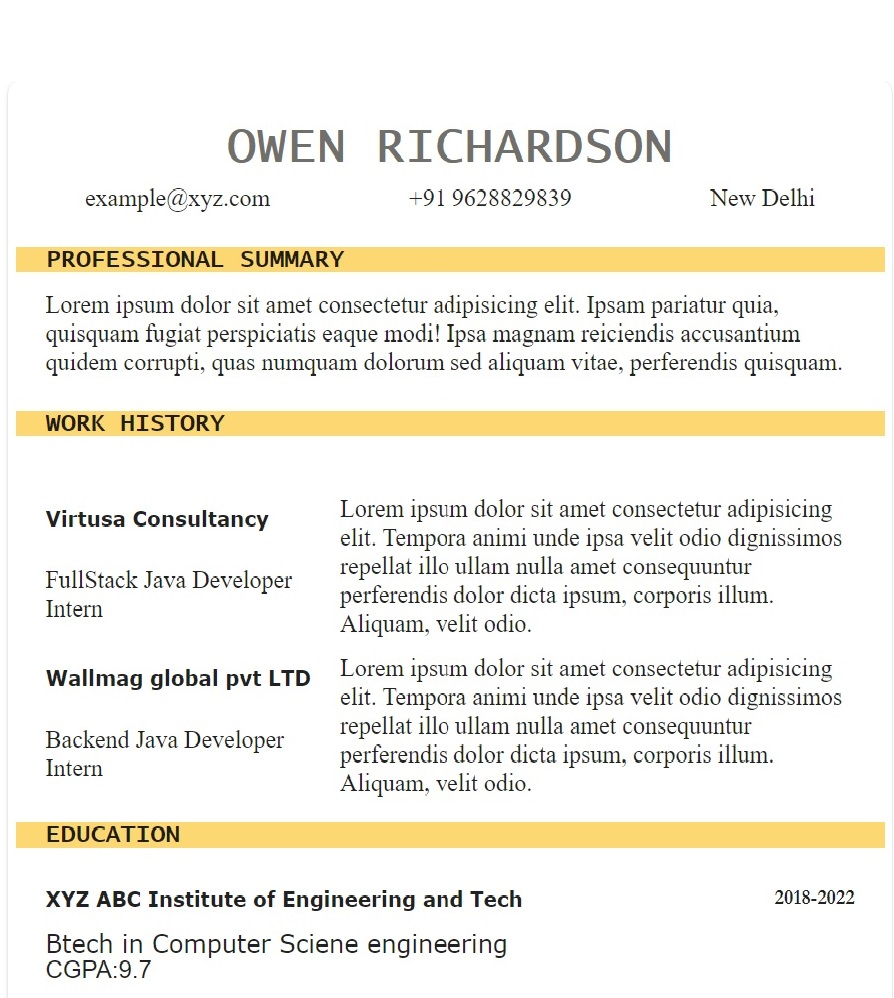 OWEN RICHARDSON
example@xyz.com +91 9628829839 New Delhi
PROFESSIONAL SUMMARY
Lorem ipsum dolor sit amet consectetur adipisicing elit. Ipsam pariatur quia,
quisquam fugiat perspiciatis eaque modi! Ipsa magnam reiciendis accusantium
quidem corrupti, quas numquam dolorum sed aliquam vitae, perferendis quisquam.
WORK HISTORY
Virtusa Consultancy
FullStack Java Developer
Intern
Lorem ipsum dolor sit amet consectetur adipisicing
elit. Tempora animi unde ipsa velit odio dignissimos
repellat illo ullam nulla amet consequuntur
perferendis dolor dicta ipsum, corporis illum.
Aliquam, velit odio.
Wallmag global pvt LTD
Backend Java Developer
Intern
Lorem ipsum dolor sit amet consectetur adipisicing
elit. Tempora animi unde ipsa velit odio dignissimos
repellat illo ullam nulla amet consequuntur
perferendis dolor dicta ipsum, corporis illum.
Aliquam, velit odio.
EDUCATION
XYZ ABC Institute of Engineering and Tech 2018-2022
Btech in Computer Sciene engineering
CGPA:9.7